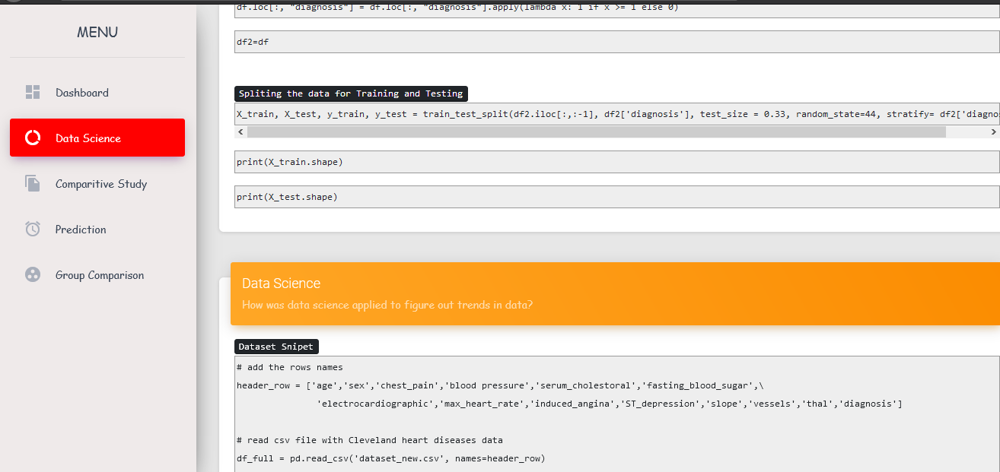 MENU
Dashboard
Data Science
Comparitive Study
Prediction
Group Comparison
df.loc[:, "diagnosis"] = df.loc[:, "diagnosis"].apply(lambda x: 1 if x >= 1 else 0)
df2=df
Spliting the data for Training and Testing
X_train, X_test, y_train, y_test = train_test_split(df2.iloc[:,:-1], df2['diagnosis'], test_size = 0.33, random_state=44, stratify= df2['diagno
print(X_train.shape)
print(X_test.shape)
Data Science
How was data science applied to figure out trends in data?
Dataset Snipet
# add the rows names
header_row = ['age','sex','chest_pain','blood pressure','serum_cholestoral','fasting_blood_sugar',\
'electrocardiographic','max_heart_rate','induced_angina','ST_depression','slope','vessels','thal','diagnosis']
# read csv file with Cleveland heart diseases data
df_full = pd.read_csv('dataset_new.csv', names=header_row)